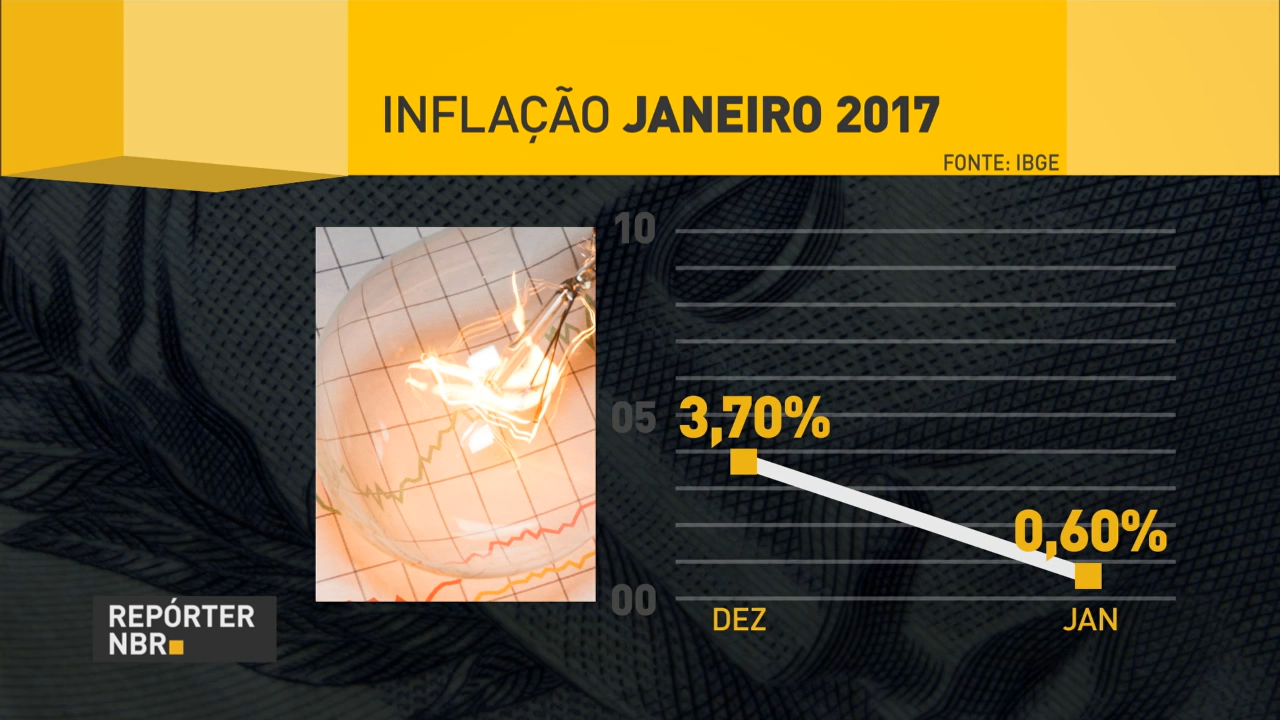 INFLAÇÃO JANEIRO 2017
FONTE: IBGE
10
05
00
3,70%
0,60%
DEZ
JAN
REPÓRTER
NBR